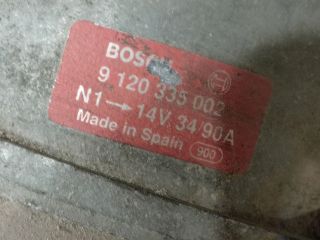 BOSCH
9 120 335 002
N1→14V 34/90A
Made in Spain 900